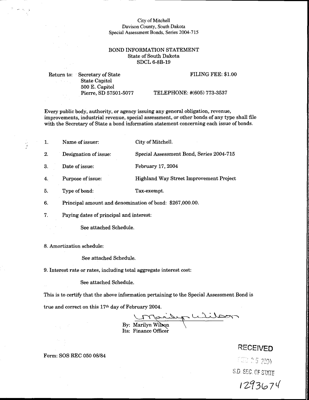 City of Mitchell
Davison County, South Dakota
Special Assessment Bonds, Series 2004-715
BOND INFORMATION STATEMENT
State of South Dakota
SDCL 6-8B-19
Return to: Secretary of State FILING FEE: $1.00
State Capitol
500 E. Capitol
Pierre, SD 57501-5077 TELEPHONE: #(605) 773-3537
Every public body, authority, or agency issuing any general obligation, revenue,
improvements, industrial revenue, special assessment, or other bonds of any type shall file
with the Secretary of State a bond information statement concerning each issue of bonds.
1. Name of issuer: City of Mitchell.
2. Designation of issue: Special Assessment Bond, Series 2004-715
3. Date of issue: February 17, 2004
4. Purpose of issue: Highland Way Street Improvement Project
5. Type of bond: Tax-exempt.
6. Principal amount and denomination of bond: $267,000.00.
7. Paying dates of principal and interest:
See attached Schedule.
8. Amortization schedule:
See attached Schedule.
9. Interest rate or rates, including total aggregate interest cost:
See attached Schedule.
This is to certify that the above information pertaining to the Special Assessment Bond is
true and correct on this 17th day of February 2004.
Marilyn Wilson
By: Marilyn Wilson
Its: Finance Officer
RECEIVED
Form: SOS REC 050 08/84
2004
S.D. SEC. OF STATE
1293674